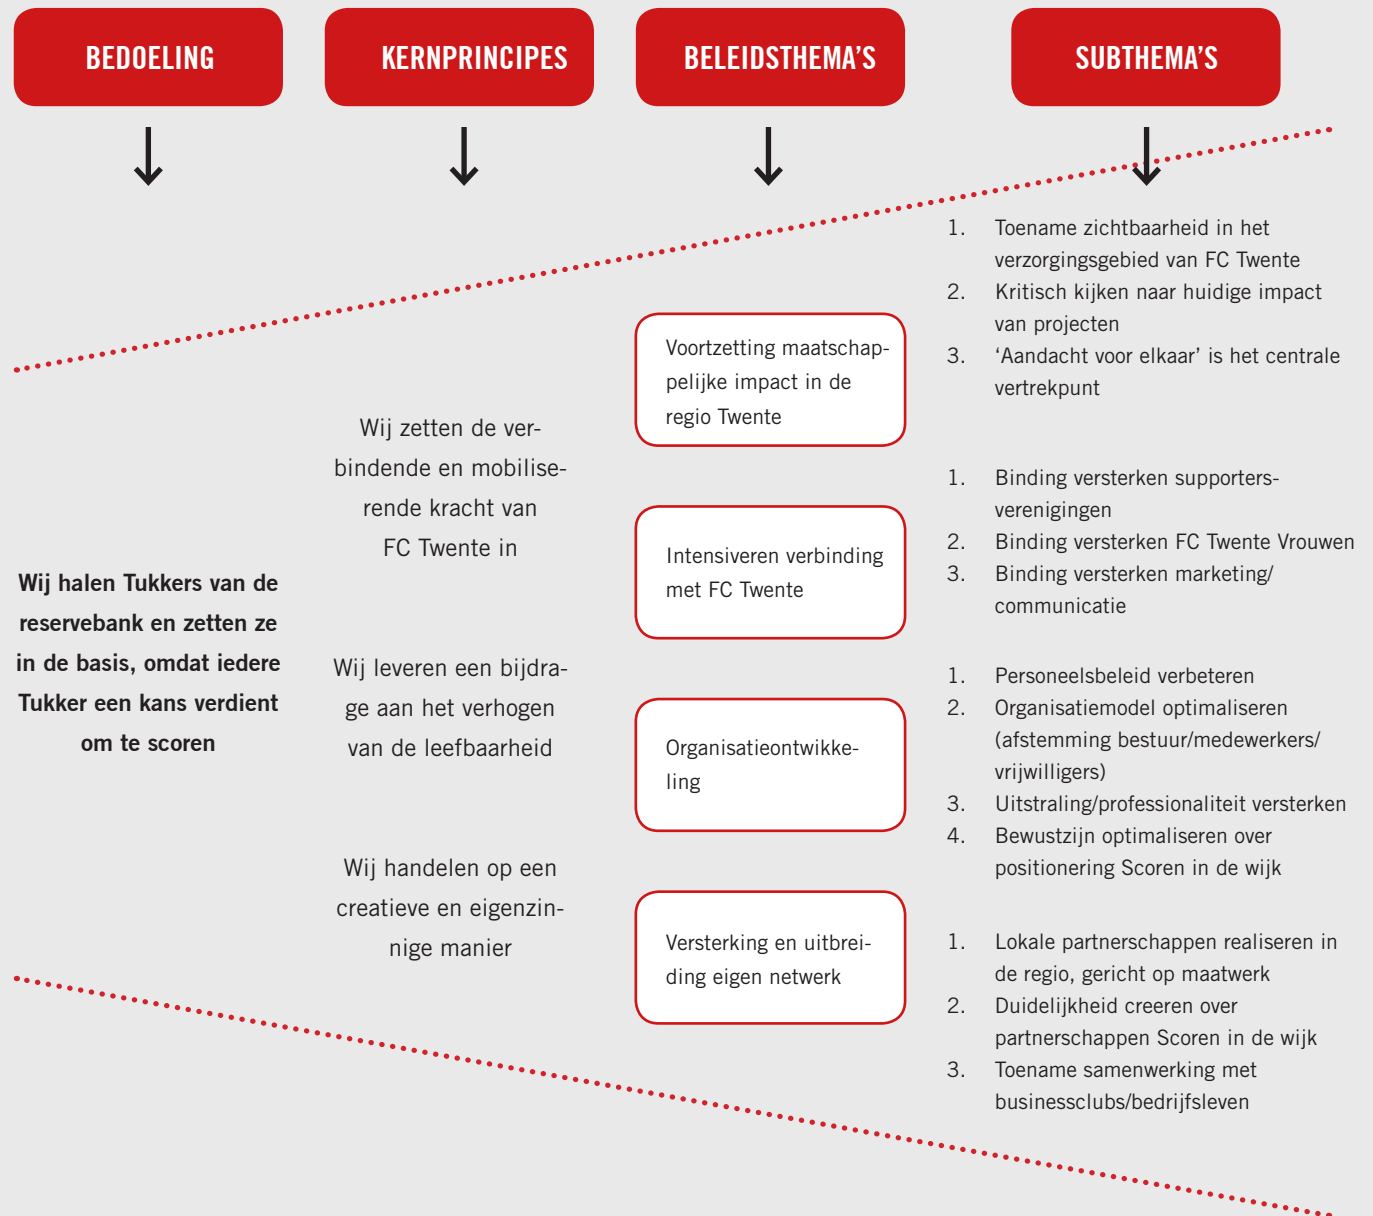 BEDOELING
KERNPRINCIPES
BELEIDSTHEMA'S
SUBTHEMA'S
Wij halen Tukkers van de
reservebank en zetten ze
in de basis, omdat iedere
Tukker een kans verdient
om te scoren
Wij zetten de ver-
bindende en mobilise-
rende kracht van
FC Twente in
Wij leveren een bijdra-
ge aan het verhogen
van de leefbaarheid
Wij handelen op een
creatieve en eigenzin-
nige manier
Voortzetting maatschap-
pelijke impact in de
regio Twente
Intensiveren verbinding
met FC Twente
Organisatieontwikke-
ling
Versterking en uitbrei-
ding eigen netwerk
1. Toename zichtbaarheid in het
verzorgingsgebied van FC Twente
2. Kritisch kijken naar huidige impact
van projecten
3. ‘Aandacht voor elkaar’ is het centrale
vertrekpunt
1. Binding versterken supporters-
verenigingen
2. Binding versterken FC Twente Vrouwen
3. Binding versterken marketing/
communicatie
1. Personeelsbeleid verbeteren
2. Organisatiemodel optimaliseren
(afstemming bestuur/medewerkers/
vrijwilligers)
3. Uitstraling/professionaliteit versterken
4. Bewustzijn optimaliseren over
positionering Scoren in de wijk
1. Lokale partnerschappen realiseren in
de regio, gericht op maatwerk
2. Duidelijkheid creeren over
partnerschappen Scoren in de wijk
3. Toename samenwerking met
businessclubs/bedrijfsleven